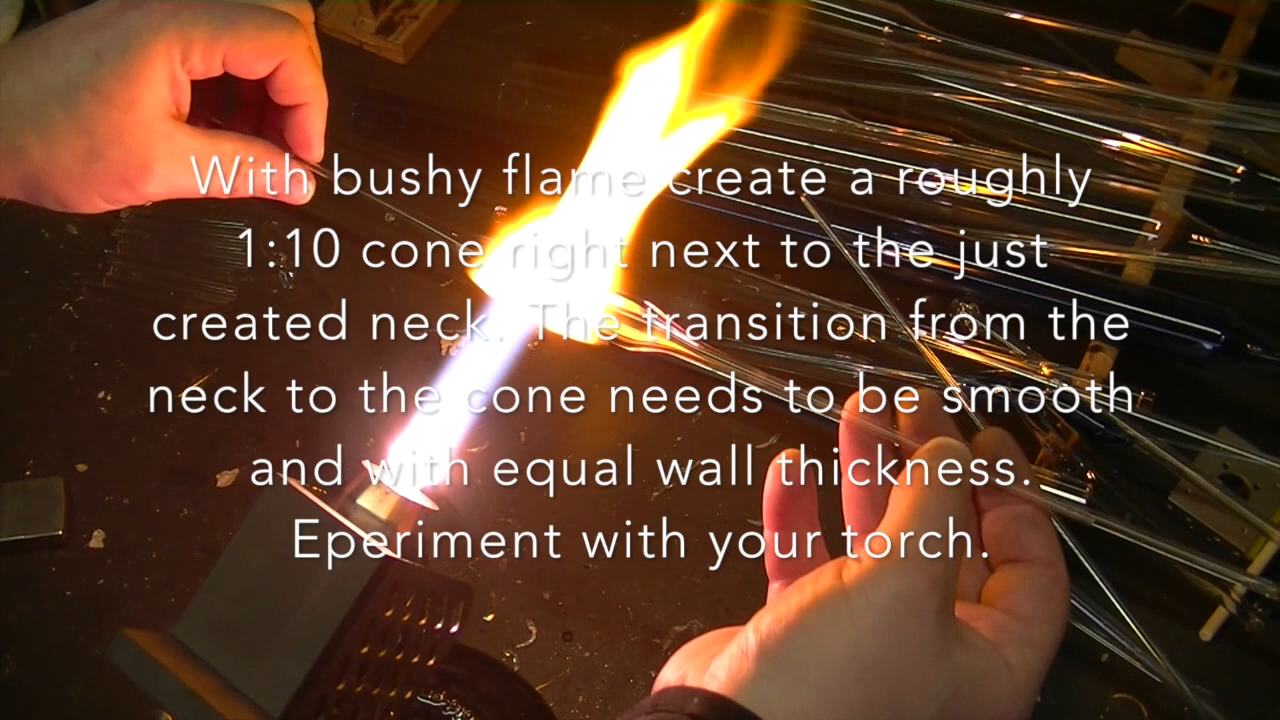 With bushy flame create a roughly
1:10 cone right next to the just
created neck. The transition from the
neck to the cone needs to be smooth
and with equal wall thickness.
Eperiment with your torch.